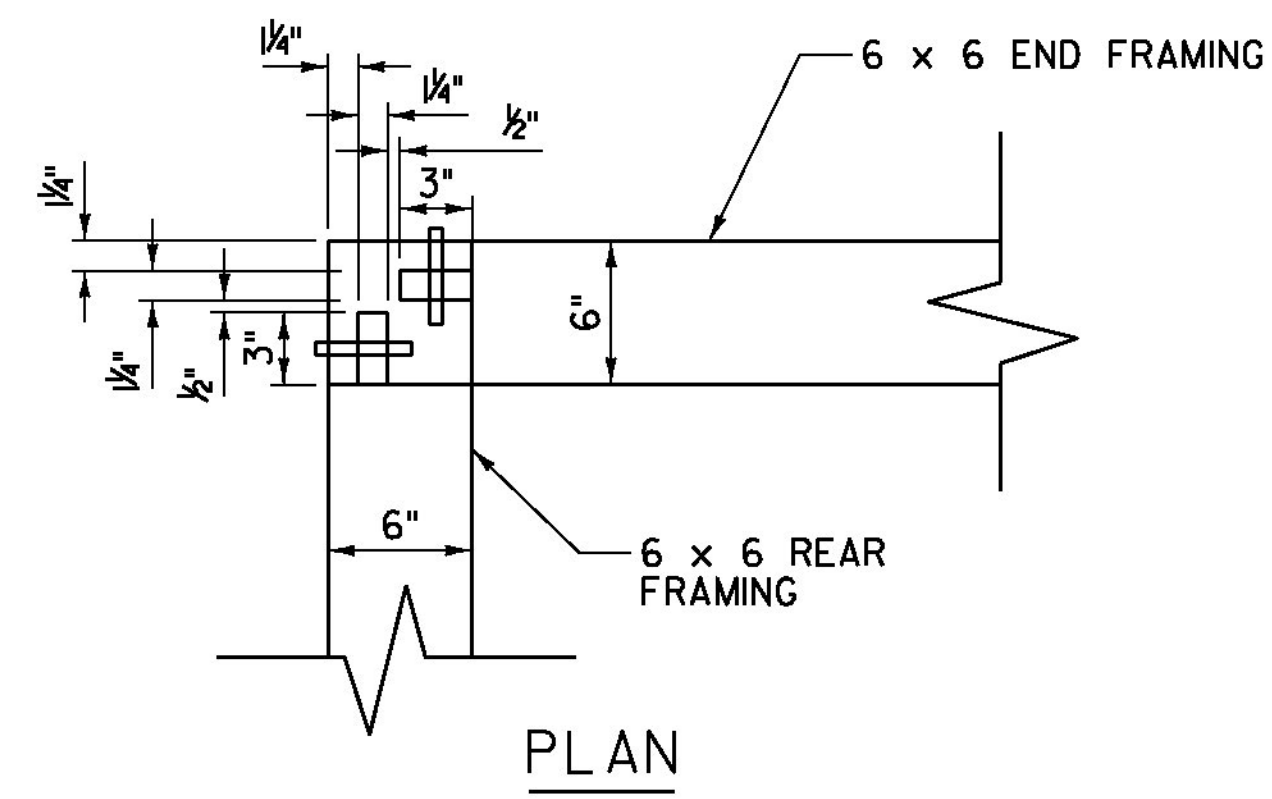 1¼"
1¼"
½"
3"
6 x 6 END FRAMING
1¼"
1¼"
½"
3"
6"
6"
6 x 6 REAR
FRAMING
PLAN